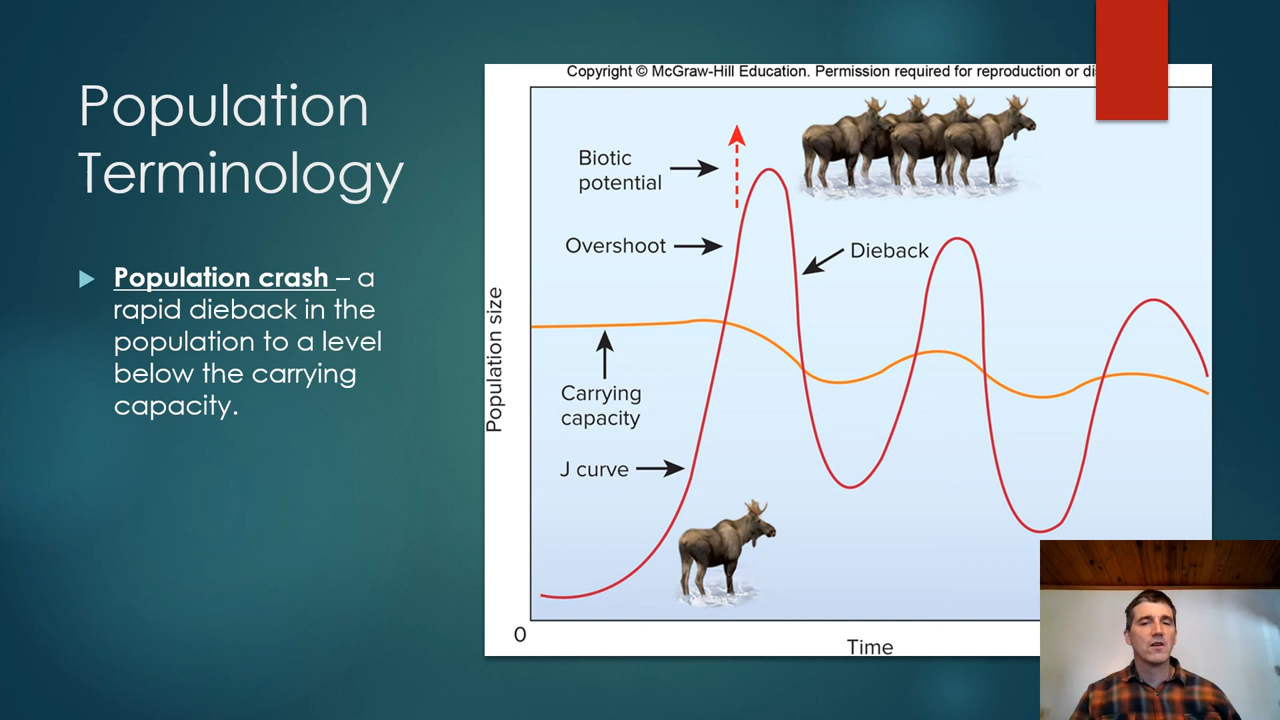 Population
Terminology
Population crash – a
rapid dieback in the
population to a level
below the carrying
capacity.
Copyright © McGraw-Hill Education. Permission required for reproduction or
Biotic
potential
Overshoot
Dieback
Population size
Carrying
capacity
J curve
0
Time